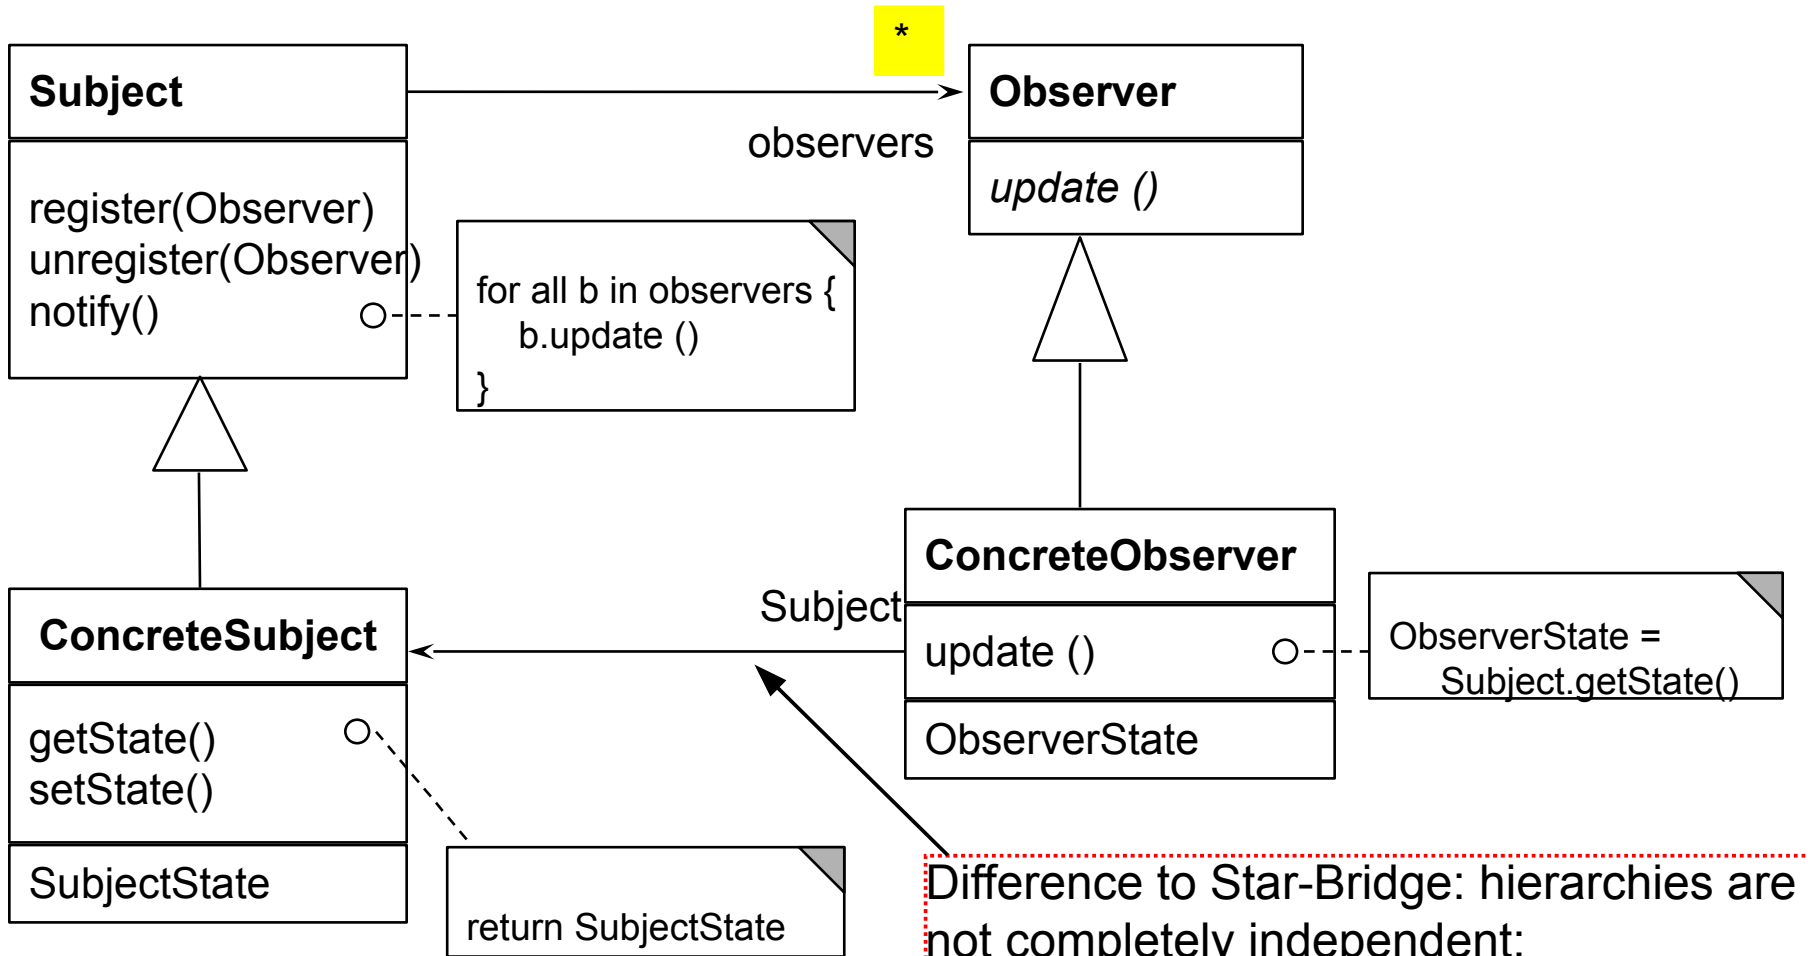 *
Subject
Observer
observers
update ()
register(Observer)
unregister(Observer)
notify()
for all b in observers {
b.update ()
}
ConcreteObserver
Subject
ConcreteSubject
update ()
ObserverState =
Subject.getState()
getState()
setState()
ObserverState
SubjectState
return SubjectState
Difference to Star-Bridge: hierarchies are
not completely independent;